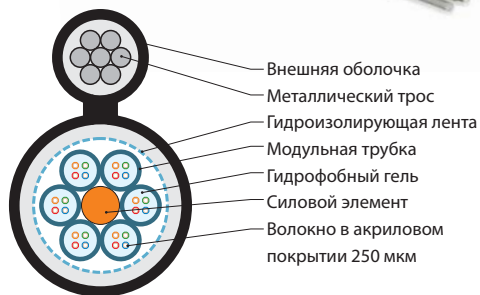 Внешняя оболочка
Металлический трос
Гидроизолирующая лента
Модульная трубка
Гидрофобный гель
Силовой элемент
Волокно в акриловом
покрытии 250 мкм